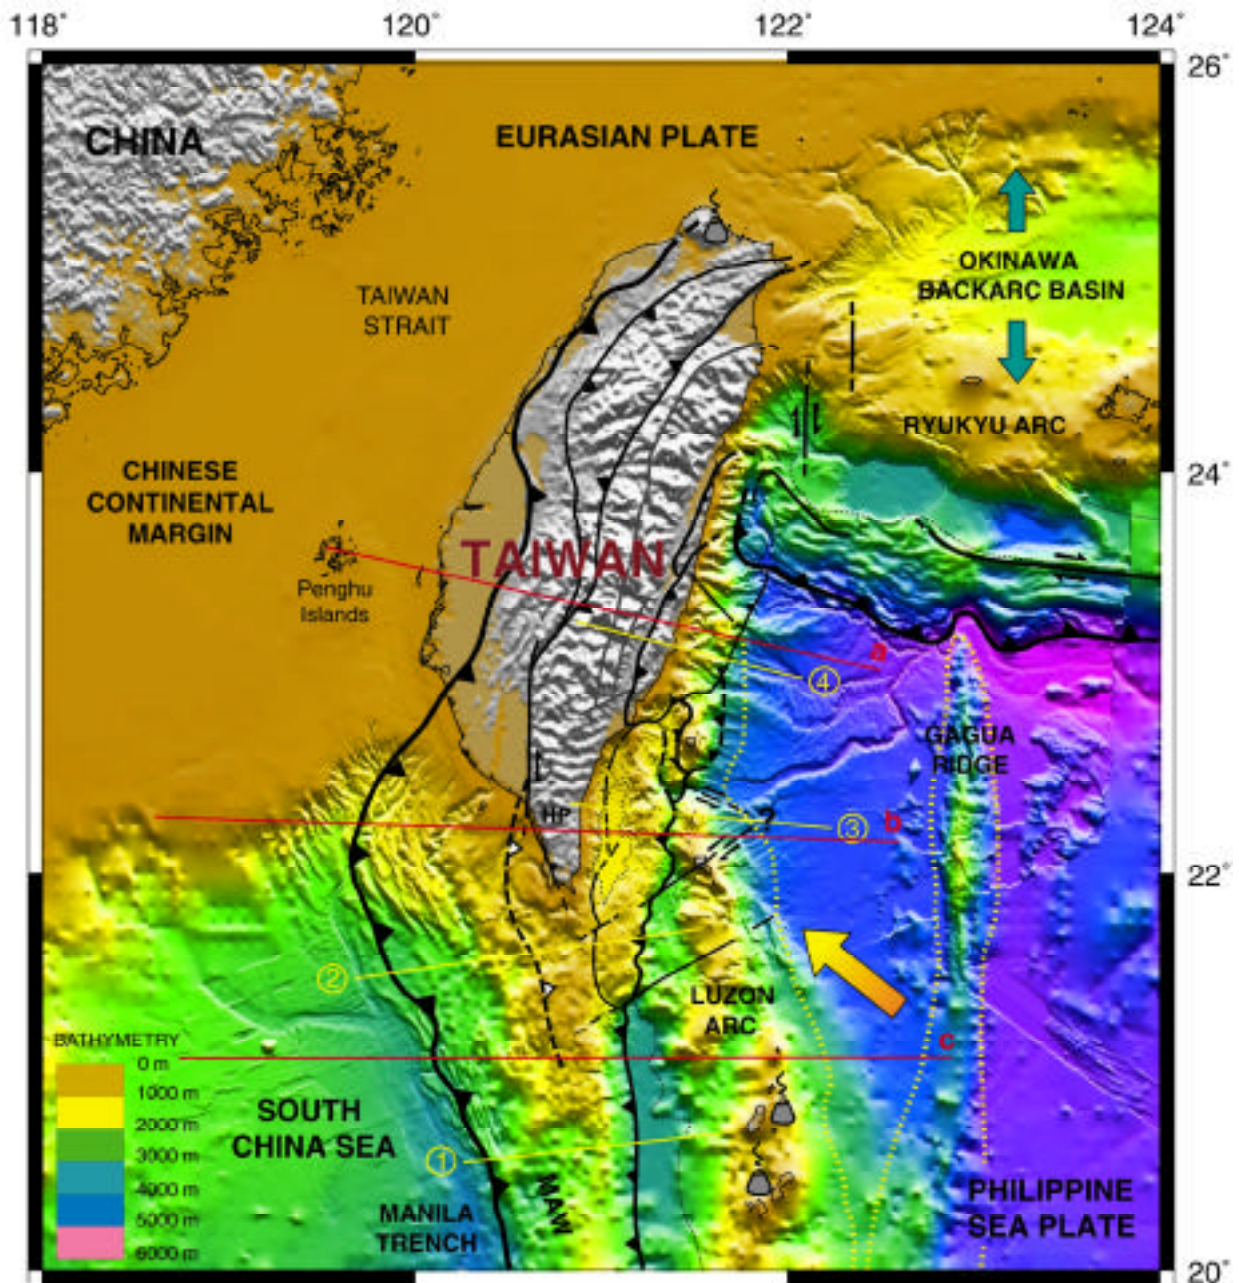 118° 120° 122° 124°
26°
CHINA
EURASIAN PLATE
OKINAWA
BACKARC BASIN
TAIWAN
STRAIT
RYUKYU ARC
24°
CHINESE
CONTINENTAL
MARGIN
TAIWAN
Penghu
Islands
a
④
GAGUA
RIDGE
HP
③
b
?
22°
②
LUZON
ARC
BATHYMETRY
c
0 m
1000 m
2000 m
3000 m
4000 m
5000 m
6000 m
SOUTH
CHINA SEA
①
MAW
MANILA
TRENCH
PHILIPPINE
SEA PLATE
20°